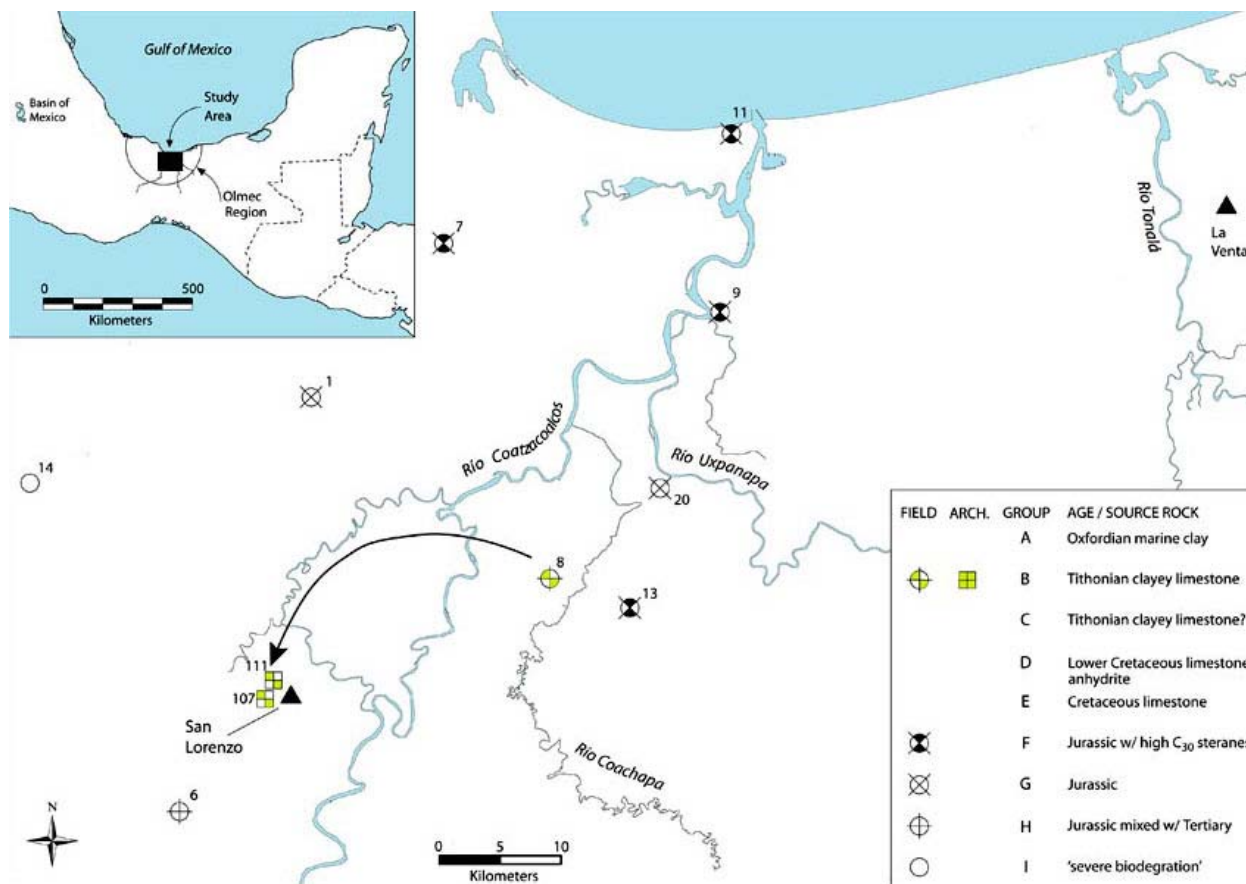 Gulf of Mexico
Basin of
Mexico
Study
Area
Olmec
Region
0 500
Kilometers
11
7
9
Río Tonalá
La
Venta
1
14
Río Coatzacoalcos
Río Uxpanapa
20
8
13
111
107
San
Lorenzo
Río Coachapa
6
N
0 5 10
Kilometers
FIELD ARCH. GROUP AGE / SOURCE ROCK
A Oxfordian marine clay
B Tithonian clayey limestone
C Tithonian clayey limestone?
D Lower Cretaceous limestone
anhydrite
E Cretaceous limestone
F Jurassic w/ high C30 steranes
G Jurassic
H Jurassic mixed w/ Tertiary
I 'severe biodegration'